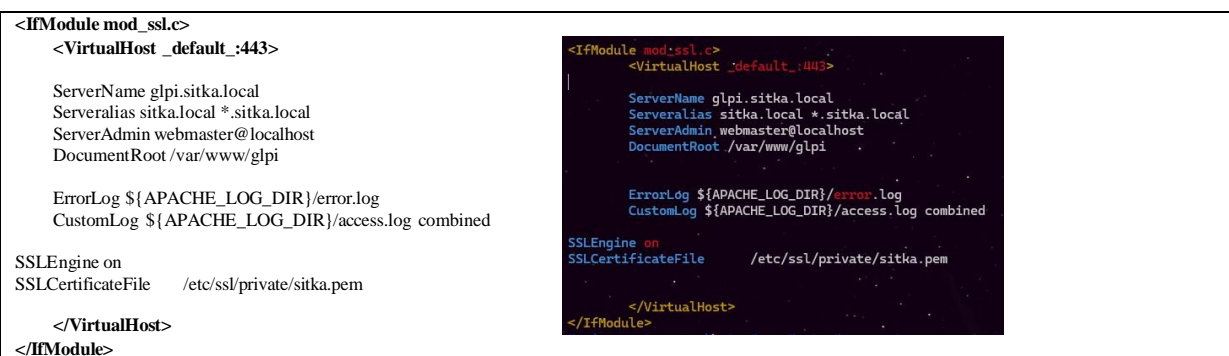 <IfModule mod_ssl.c>
<VirtualHost _default_:443>
ServerName glpi.sitka.local
Serveralias sitka.local *.sitka.local
ServerAdmin webmaster@localhost
DocumentRoot /var/www/glpi
ErrorLog ${APACHE_LOG_DIR}/error.log
CustomLog ${APACHE_LOG_DIR}/access.log combined
SSLEngine on
SSLCertificateFile /etc/ssl/private/sitka.pem
</VirtualHost>
</IfModule>
<IfModule mod_ssl.c>
<VirtualHost _default_:443>
ServerName glpi.sitka.local
Serveralias sitka.local *.sitka.local
ServerAdmin webmaster@localhost
DocumentRoot /var/www/glpi
ErrorLog ${APACHE_LOG_DIR}/error.log
CustomLog ${APACHE_LOG_DIR}/access.log combined
SSLEngine on
SSLCertificateFile /etc/ssl/private/sitka.pem
</VirtualHost>
</IfModule>